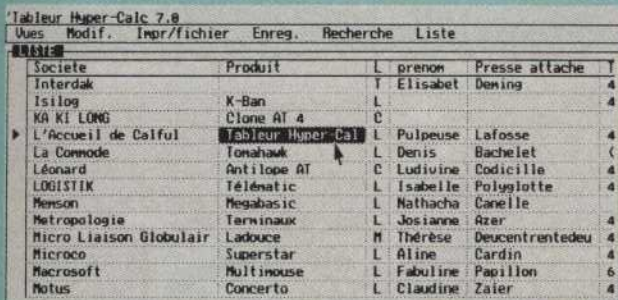 'Tableur Hyper-Calc 7.0
Vues Modif. Impr/fichier Enreg. Recherche Liste
LISTE
Societe Produit L prenom Presse attache T
Interdak T Elisabet Deming 4
Isilog K-Ban L 4
KA KI LONG Clone AT 4 C
L'Accueil de Calful Tableur Hyper-Cal L Pulpeuse Lafosse 4
La Commode Tomahawk L Denis Bachelet (
Léonard Antilope AT C Ludivine Codicille 4
LOGISTIK Télématic L Isabelle Polyglotte 4
Memson Megabasic L Nathacha Canelle
Metropologie Terminaux L Josianne Azer 4
Micro Liaison Globulair Ladouce M Thérèse Deucentrentedeu 4
Microco Superstar L Aline Cardin 4
Macrosoft Multimouse L Fabuline Papillon 6
Motus Concerto L Claudine Zaier 4